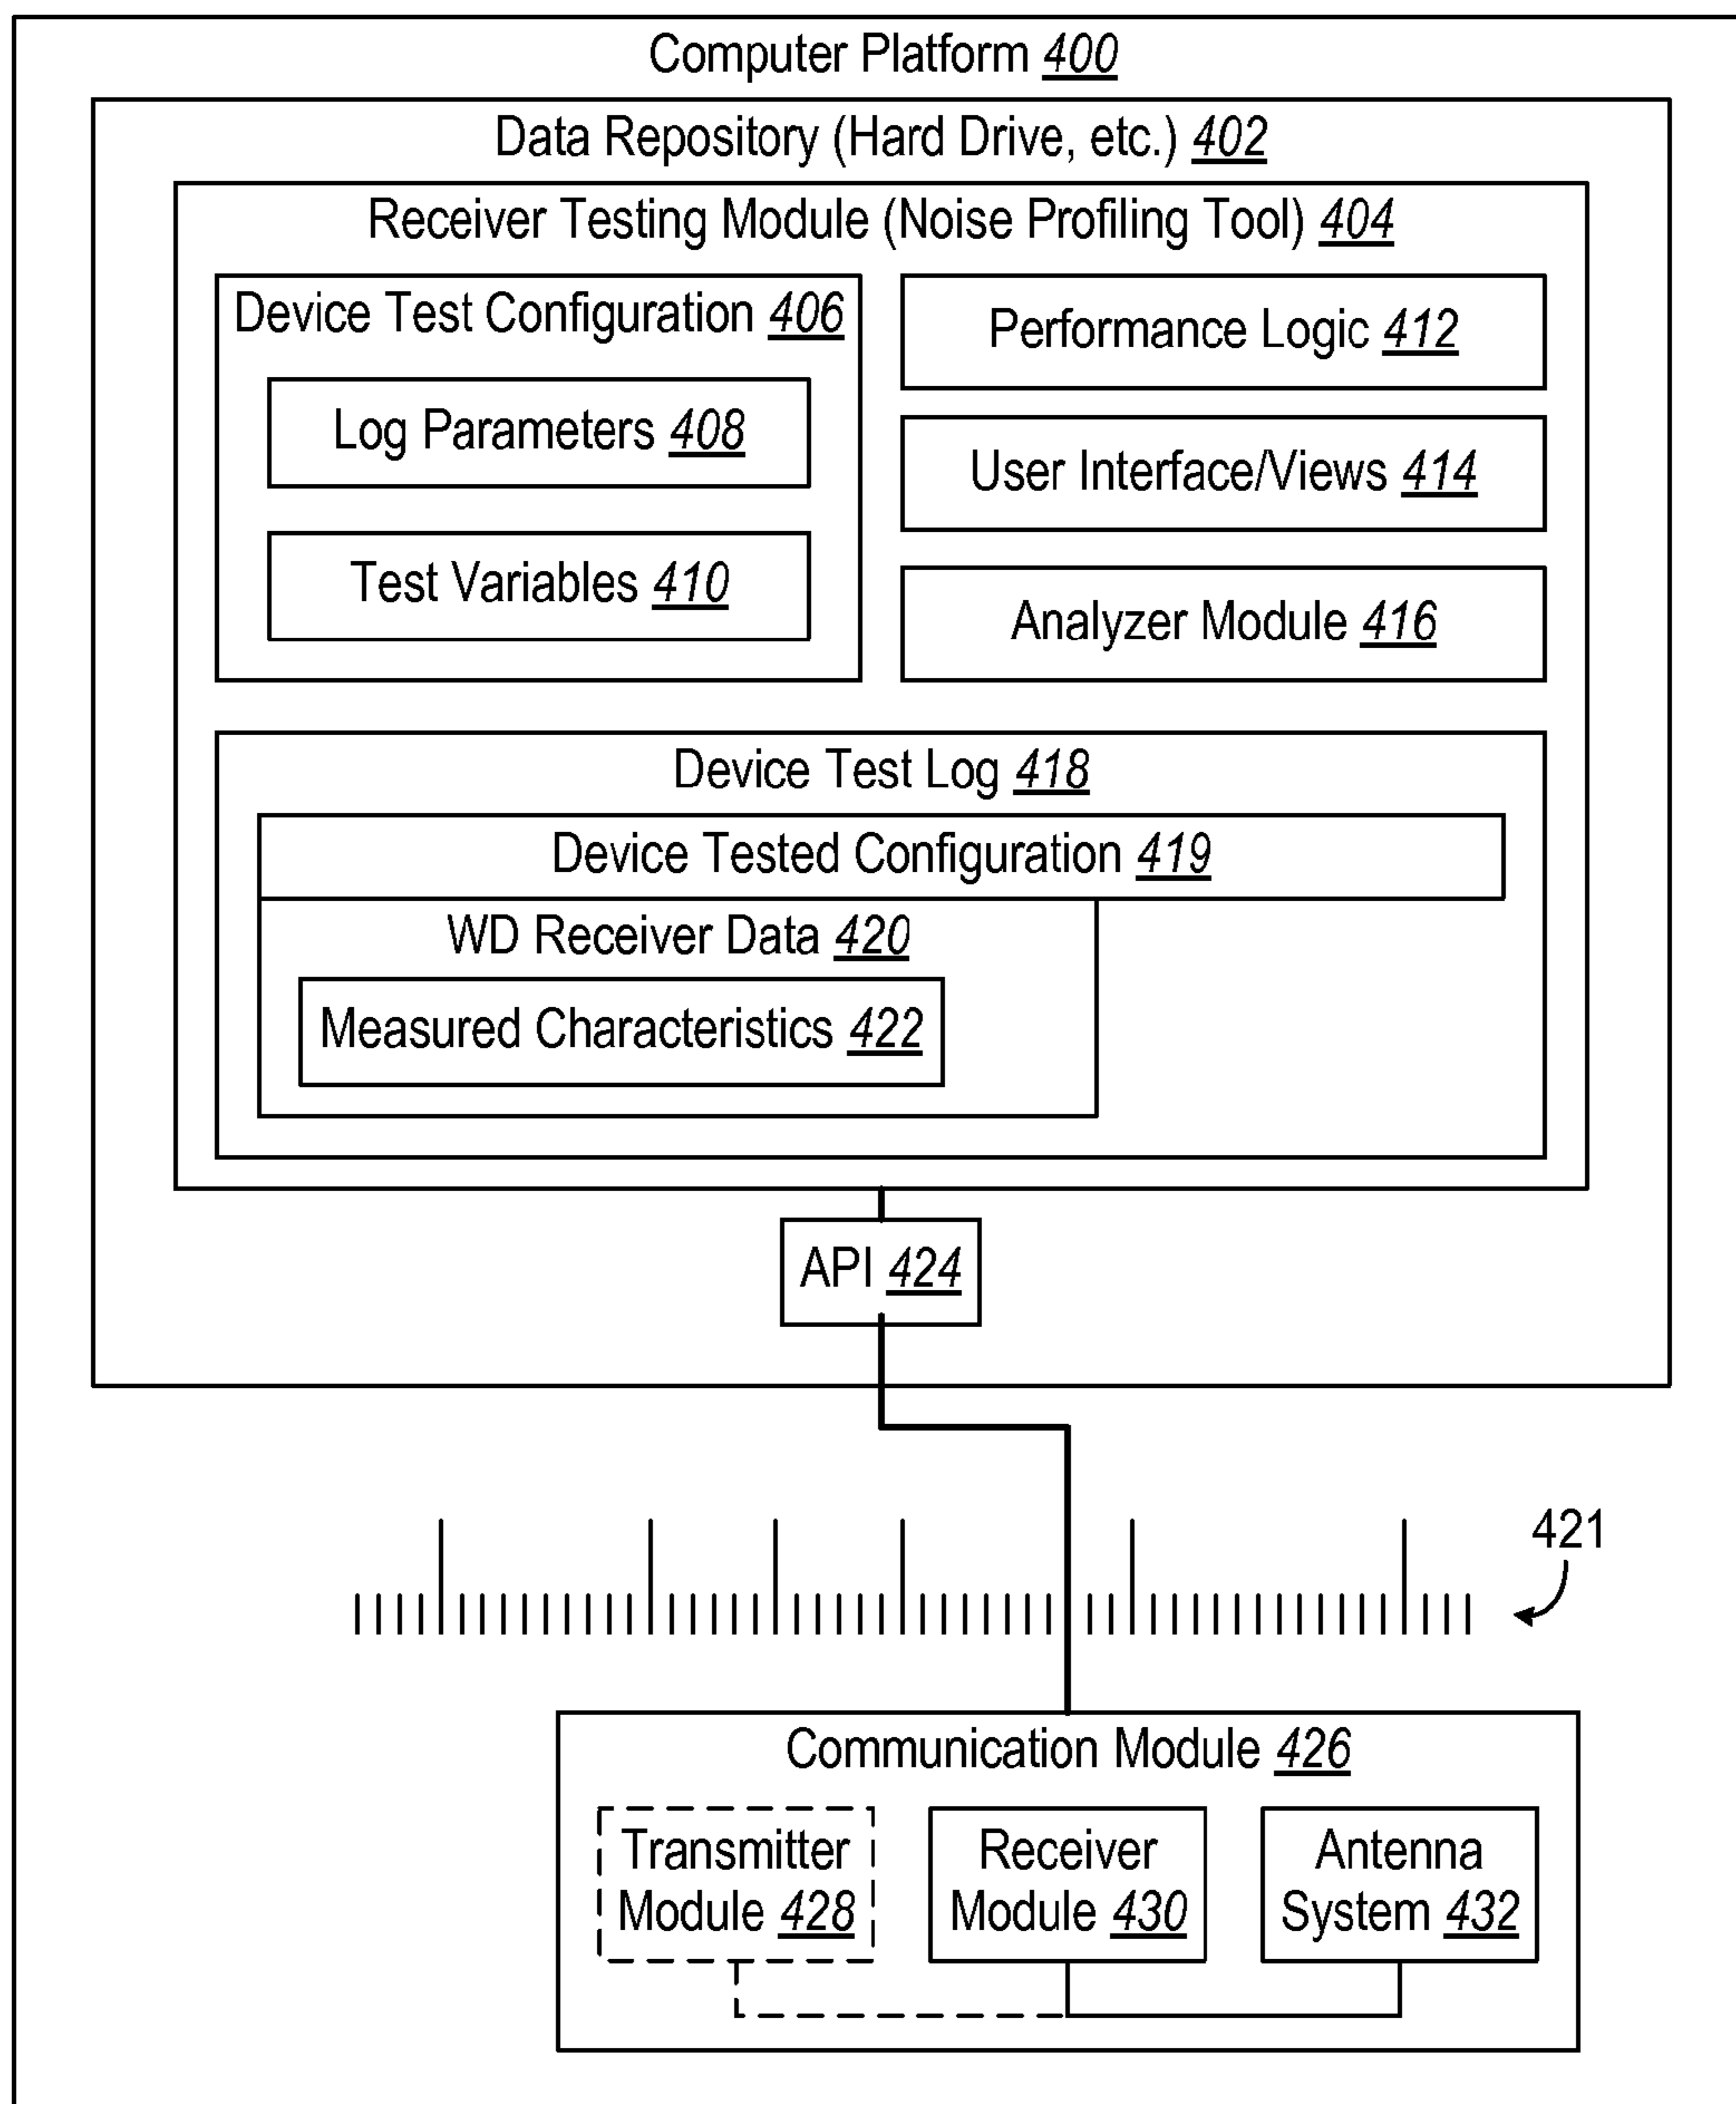 Computer Platform 400
Data Repository (Hard Drive, etc.) 402
Receiver Testing Module (Noise Profiling Tool) 404
Device Test Configuration 406
Log Parameters 408
Test Variables 410
Performance Logic 412
User Interface/Views 414
Analyzer Module 416
Device Test Log 418
Device Tested Configuration 419
WD Receiver Data 420
Measured Characteristics 422
API 424
421
Communication Module 426
Transmitter
Module 428
Receiver
Module 430
Antenna
System 432